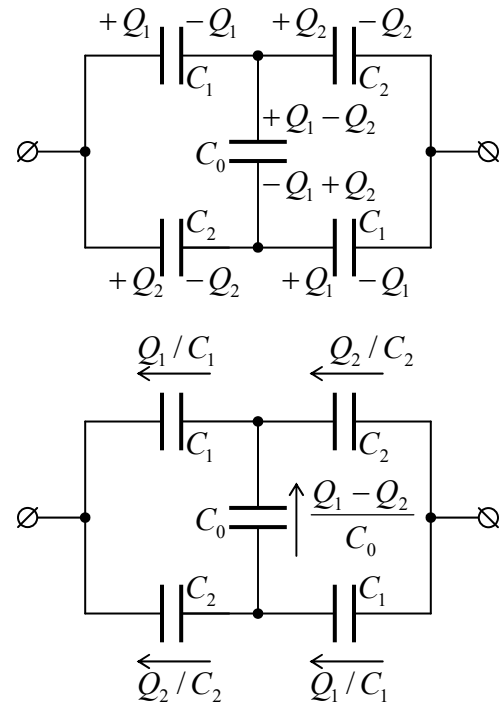 +Q₁ −Q₁ +Q₂ −Q₂
C₁ C₂
+Q₁ − Q₂
C₀
−Q₁ + Q₂
C₂ C₁
+Q₂ −Q₂ +Q₁ −Q₁
Q₁ / C₁ Q₂ / C₂
C₁ C₂
C₀ (Q₁ − Q₂) / C₀
C₂ C₁
Q₂ / C₂ Q₁ / C₁